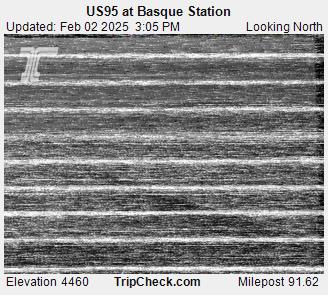 US95 at Basque Station
Updated: Feb 02 2025 3:05 PM Looking North
Elevation 4460 TripCheck.com Milepost 91.62